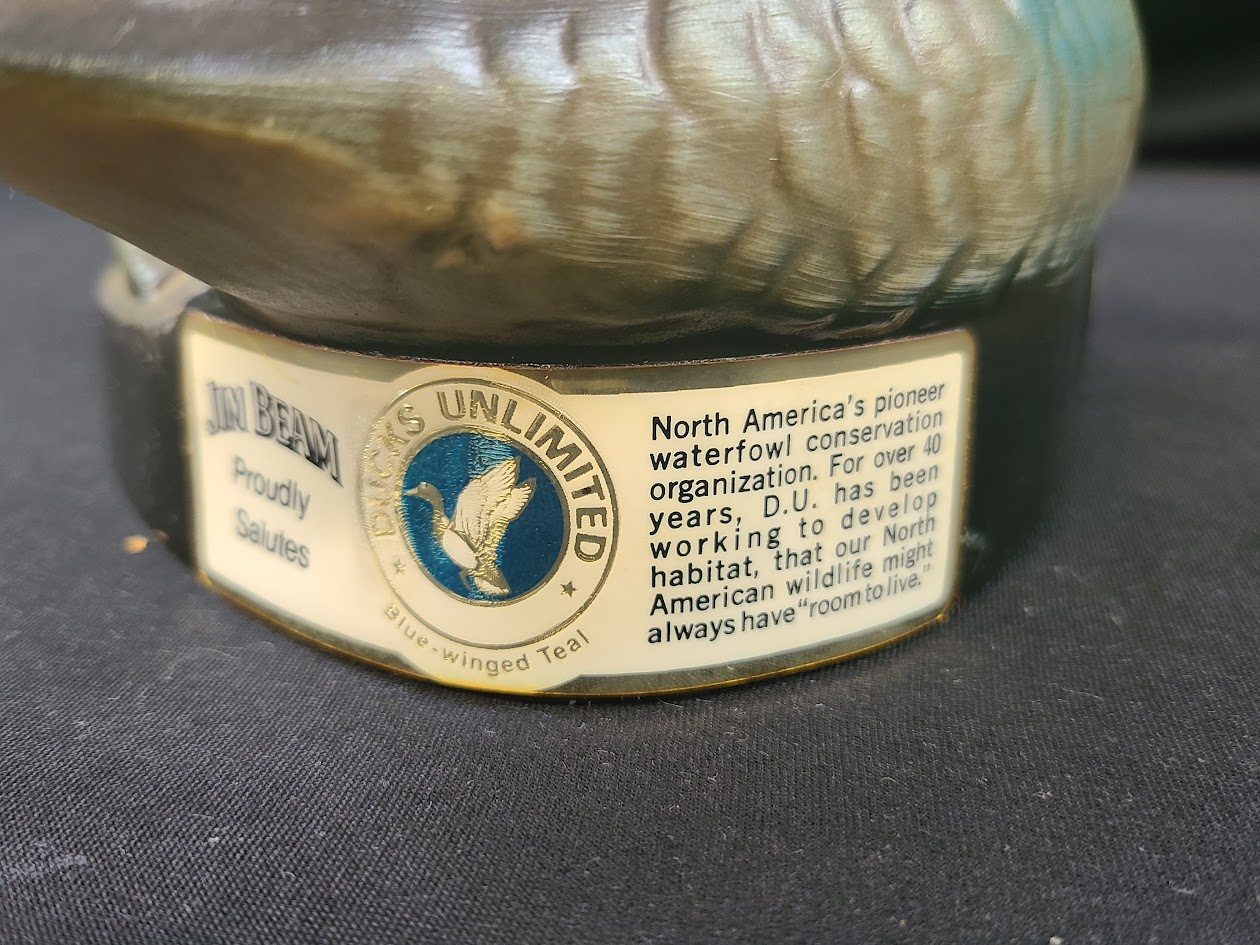 JIM BEAM
Proudly
Salutes
DUCKS UNLIMITED
Blue-winged Teal
North America's pioneer
waterfowl conservation
organization. For over 40
years, D.U. has been
working to develop
habitat, that our North
American wildlife might
always have "room to live."